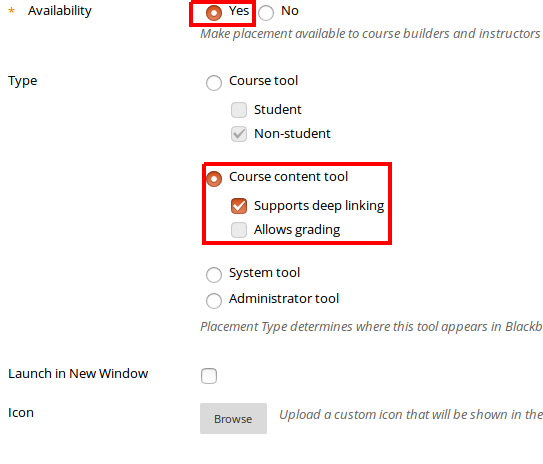 * Availability Yes No
Make placement available to course builders and instructors
Type Course tool
Student
Non-student
Course content tool
Supports deep linking
Allows grading
System tool
Administrator tool
Placement Type determines where this tool appears in Blackb
Launch in New Window
Icon Browse Upload a custom icon that will be shown in the